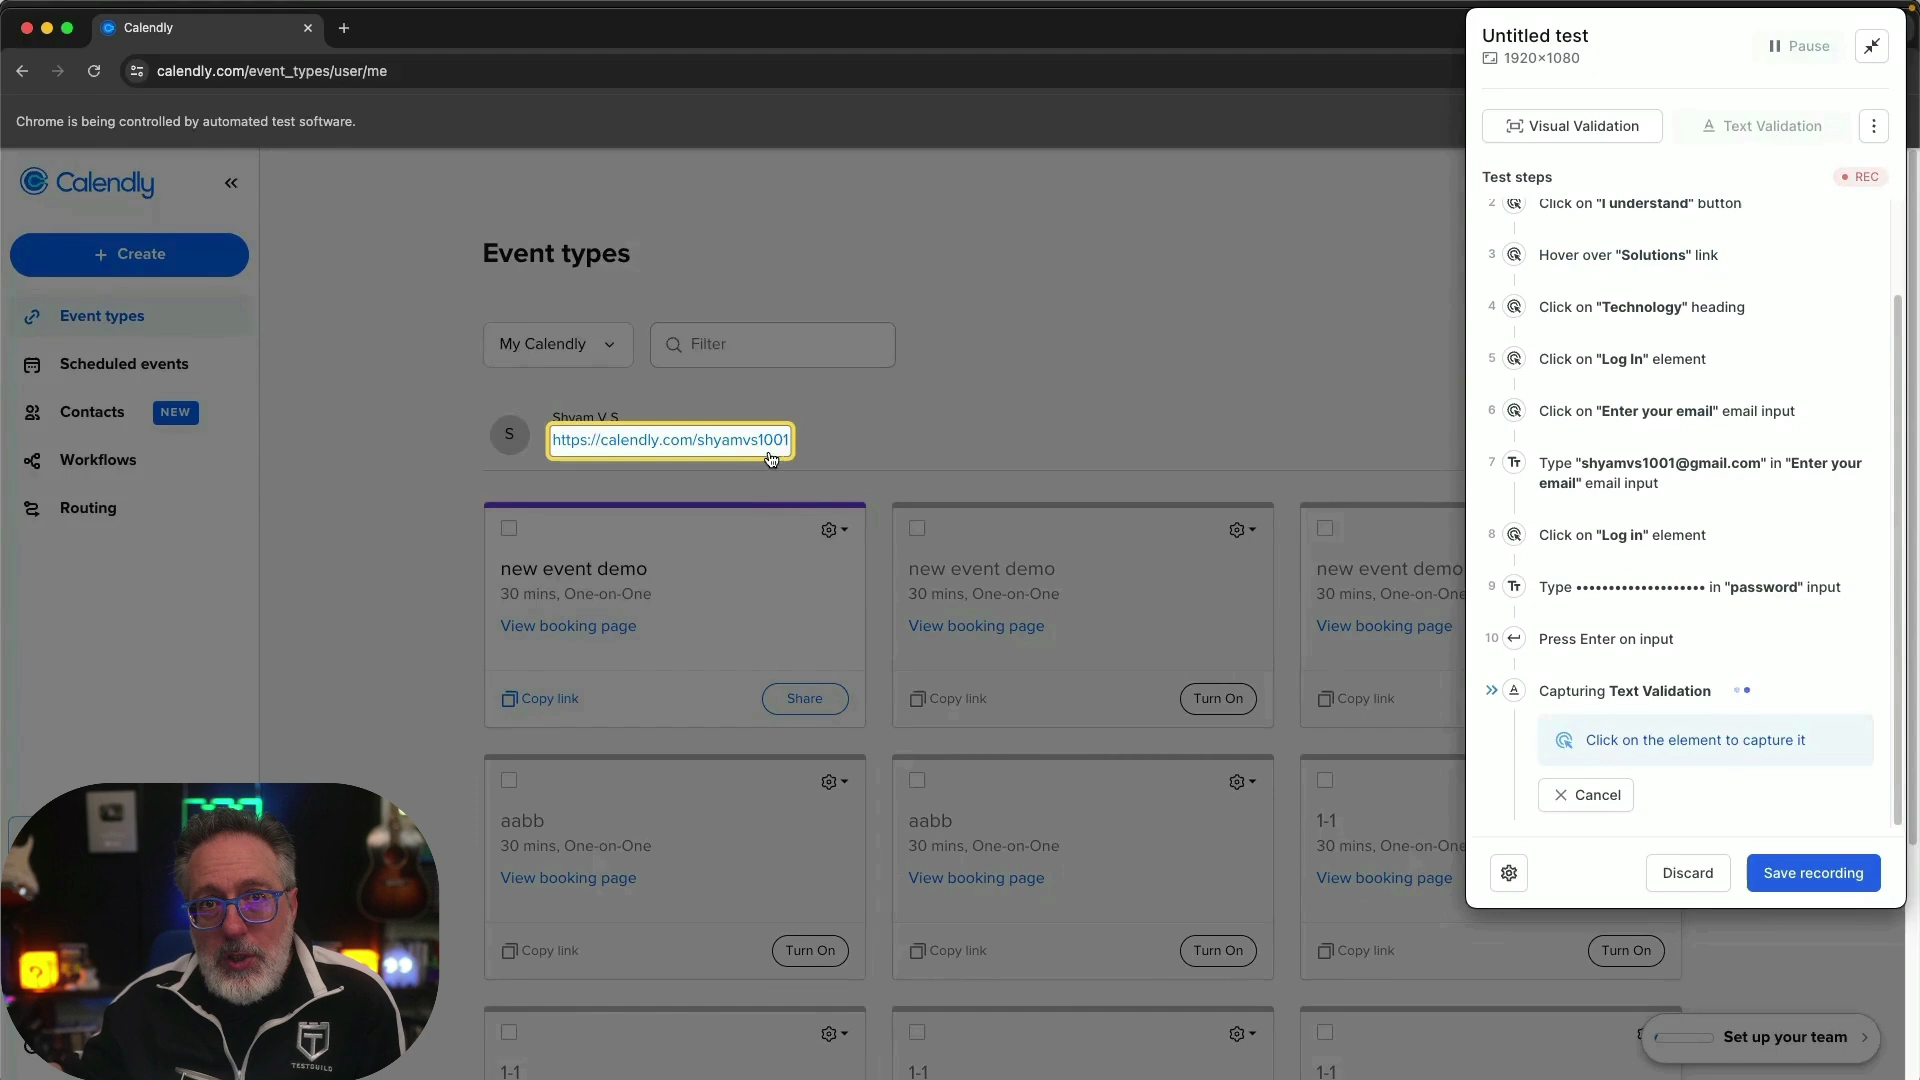 Calendly
calendly.com/event_types/user/me
Chrome is being controlled by automated test software.
Calendly
Create
Event types
Scheduled events
Contacts NEW
Workflows
Routing
Event types
My Calendly
Filter
S
Shyam V S
https://calendly.com/shyamvs1001
new event demo
30 mins, One-on-One
View booking page
Copy link
Share
new event demo
30 mins, One-on-One
View booking page
Copy link
Turn On
new event demo
30 mins, One-on-One
View booking page
Copy link
aabb
30 mins, One-on-One
View booking page
Copy link
Turn On
aabb
30 mins, One-on-One
View booking page
Copy link
Turn On
1-1
30 mins, One-on-One
View booking page
Copy link
Turn On
1-1
1-1
1-1
Set up your team
TESTGUILD
Untitled test
1920×1080
Pause
Visual Validation
Text Validation
Test steps
REC
2 Click on "I understand" button
3 Hover over "Solutions" link
4 Click on "Technology" heading
5 Click on "Log In" element
6 Click on "Enter your email" email input
7 Type "shyamvs1001@gmail.com" in "Enter your
email" email input
8 Click on "Log in" element
9 Type •••••••••••••••••••• in "password" input
10 Press Enter on input
Capturing Text Validation
Click on the element to capture it
Cancel
Discard
Save recording